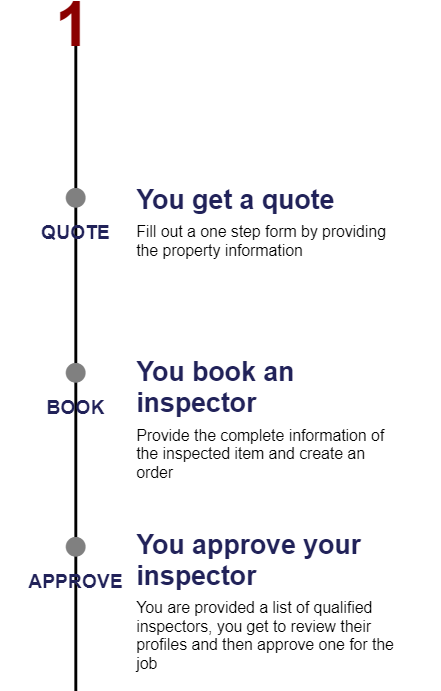 1
You get a quote
QUOTE
Fill out a one step form by providing
the property information
You book an
inspector
BOOK
Provide the complete information of
the inspected item and create an
order
You approve your
inspector
APPROVE
You are provided a list of qualified
inspectors, you get to review their
profiles and then approve one for the
job